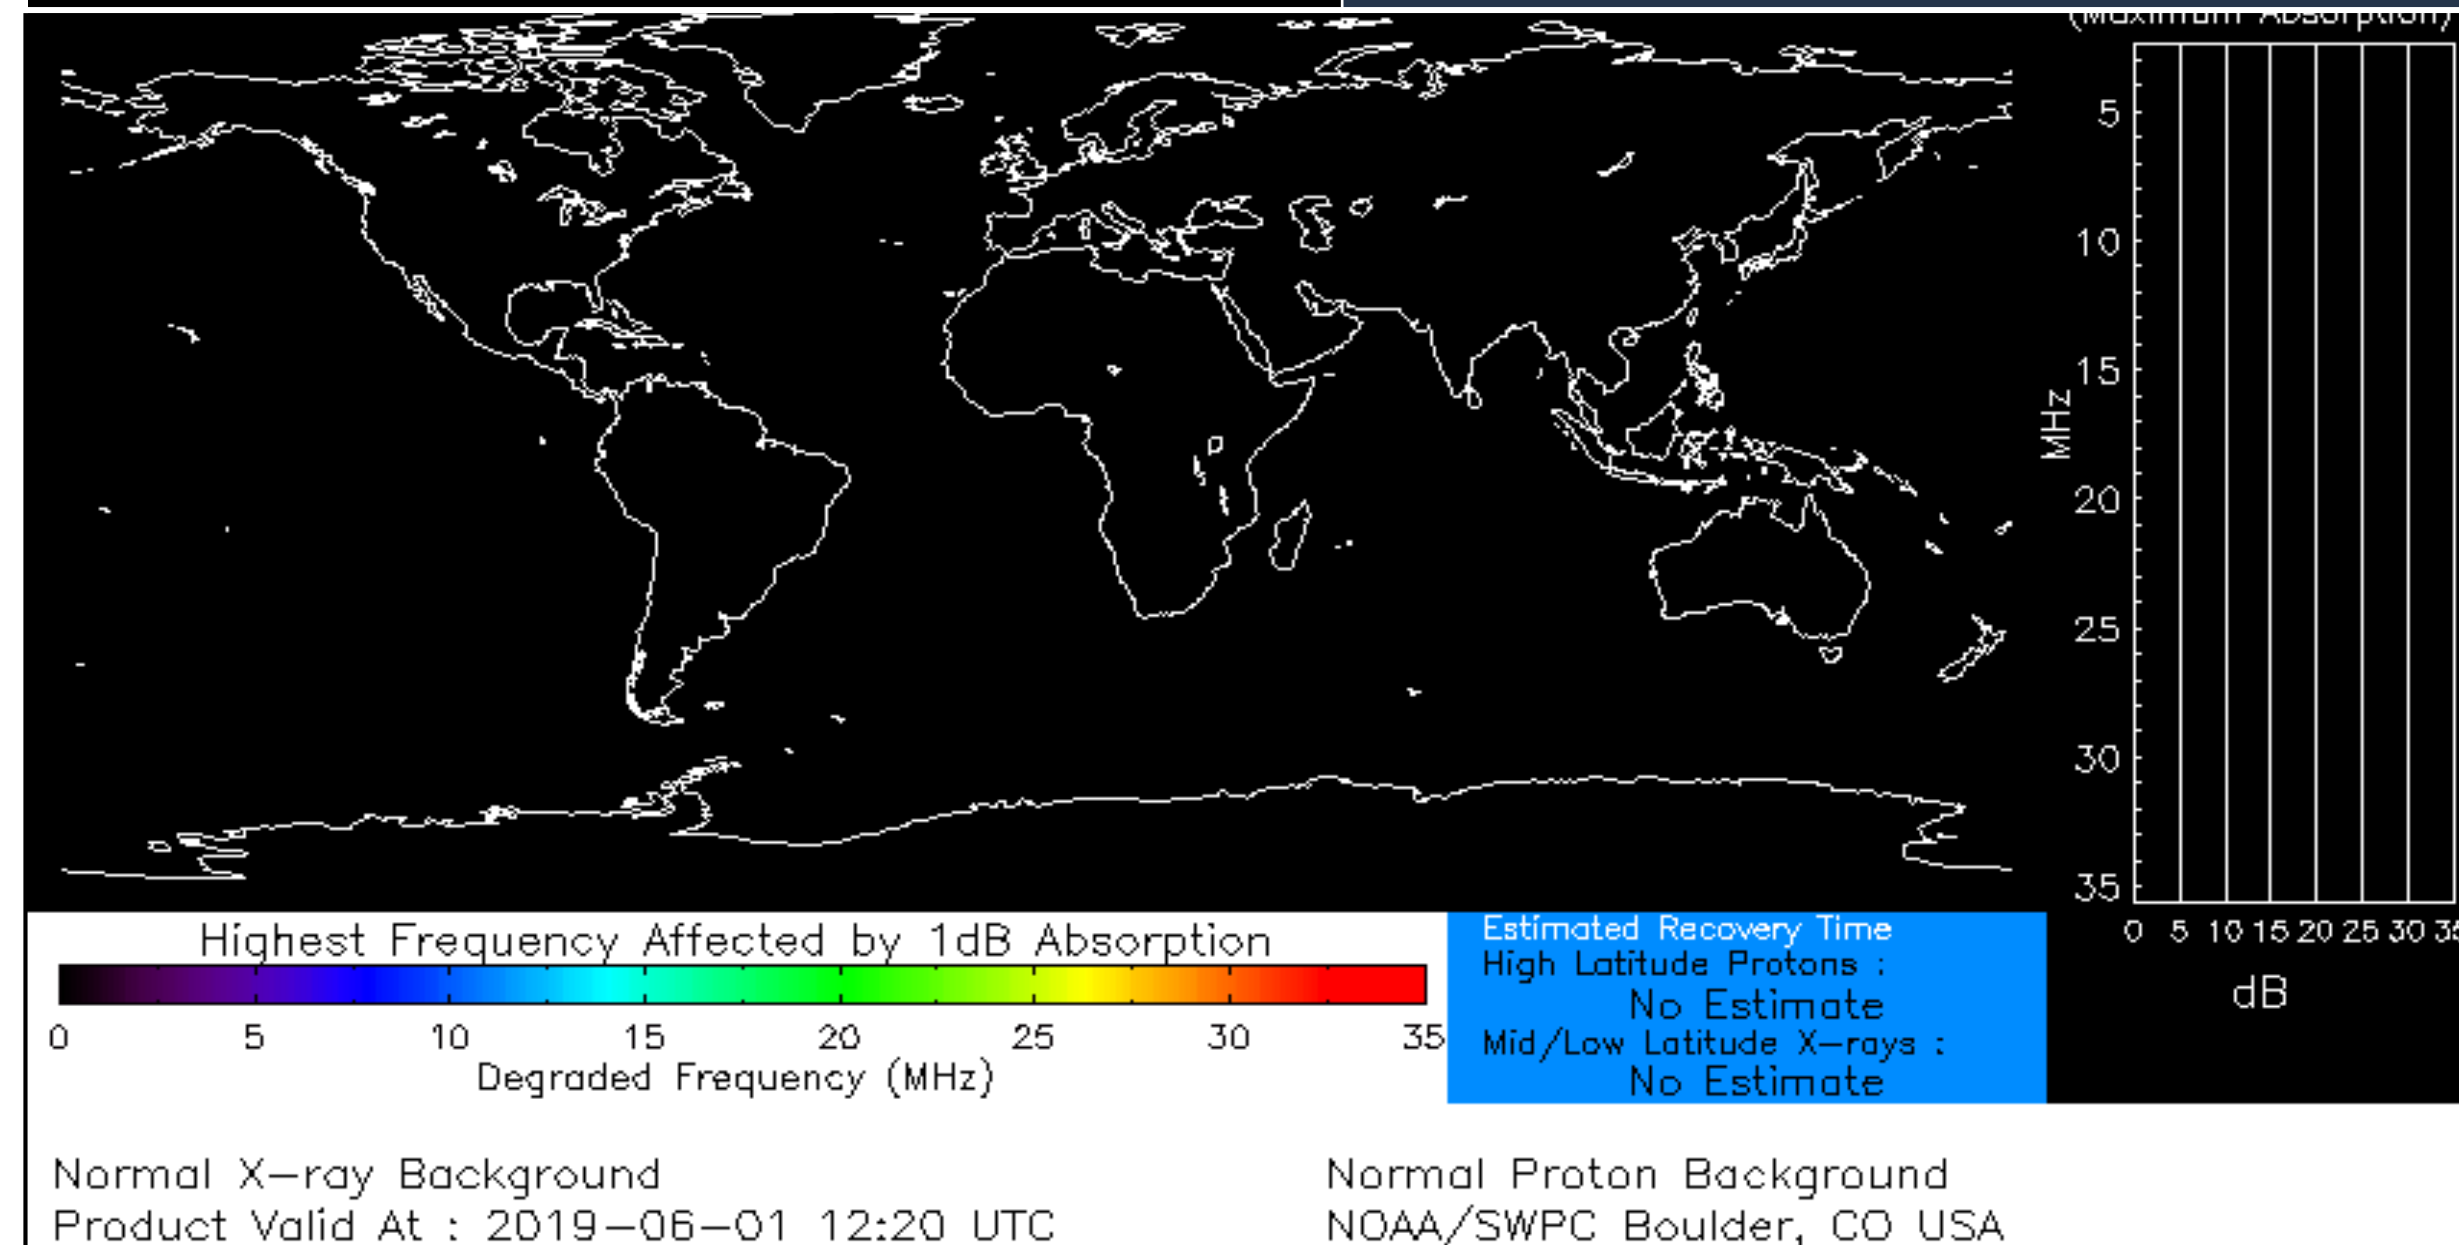 (Maximum Absorption)
5
10
15
20
25
30
35
MHz
0 5 10 15 20 25 30 35
dB
Highest Frequency Affected by 1dB Absorption
0 5 10 15 20 25 30 35
Degraded Frequency (MHz)
Estimated Recovery Time
High Latitude Protons :
No Estimate
Mid/Low Latitude X-rays :
No Estimate
Normal X-ray Background
Normal Proton Background
Product Valid At : 2019-06-01 12:20 UTC
NOAA/SWPC Boulder, CO USA